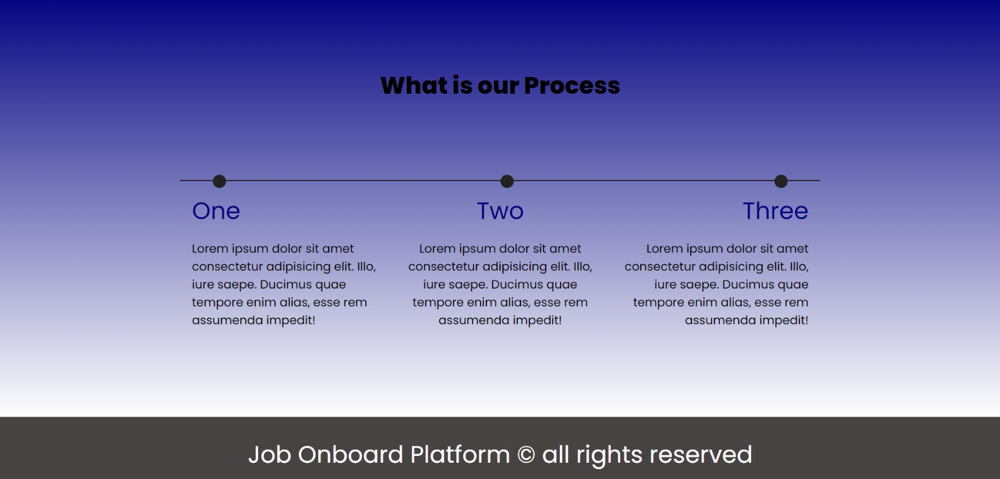 What is our Process
One
Lorem ipsum dolor sit amet
consectetur adipisicing elit. Illo,
iure saepe. Ducimus quae
tempore enim alias, esse rem
assumenda impedit!
Two
Lorem ipsum dolor sit amet
consectetur adipisicing elit. Illo,
iure saepe. Ducimus quae
tempore enim alias, esse rem
assumenda impedit!
Three
Lorem ipsum dolor sit amet
consectetur adipisicing elit. Illo,
iure saepe. Ducimus quae
tempore enim alias, esse rem
assumenda impedit!
Job Onboard Platform © all rights reserved